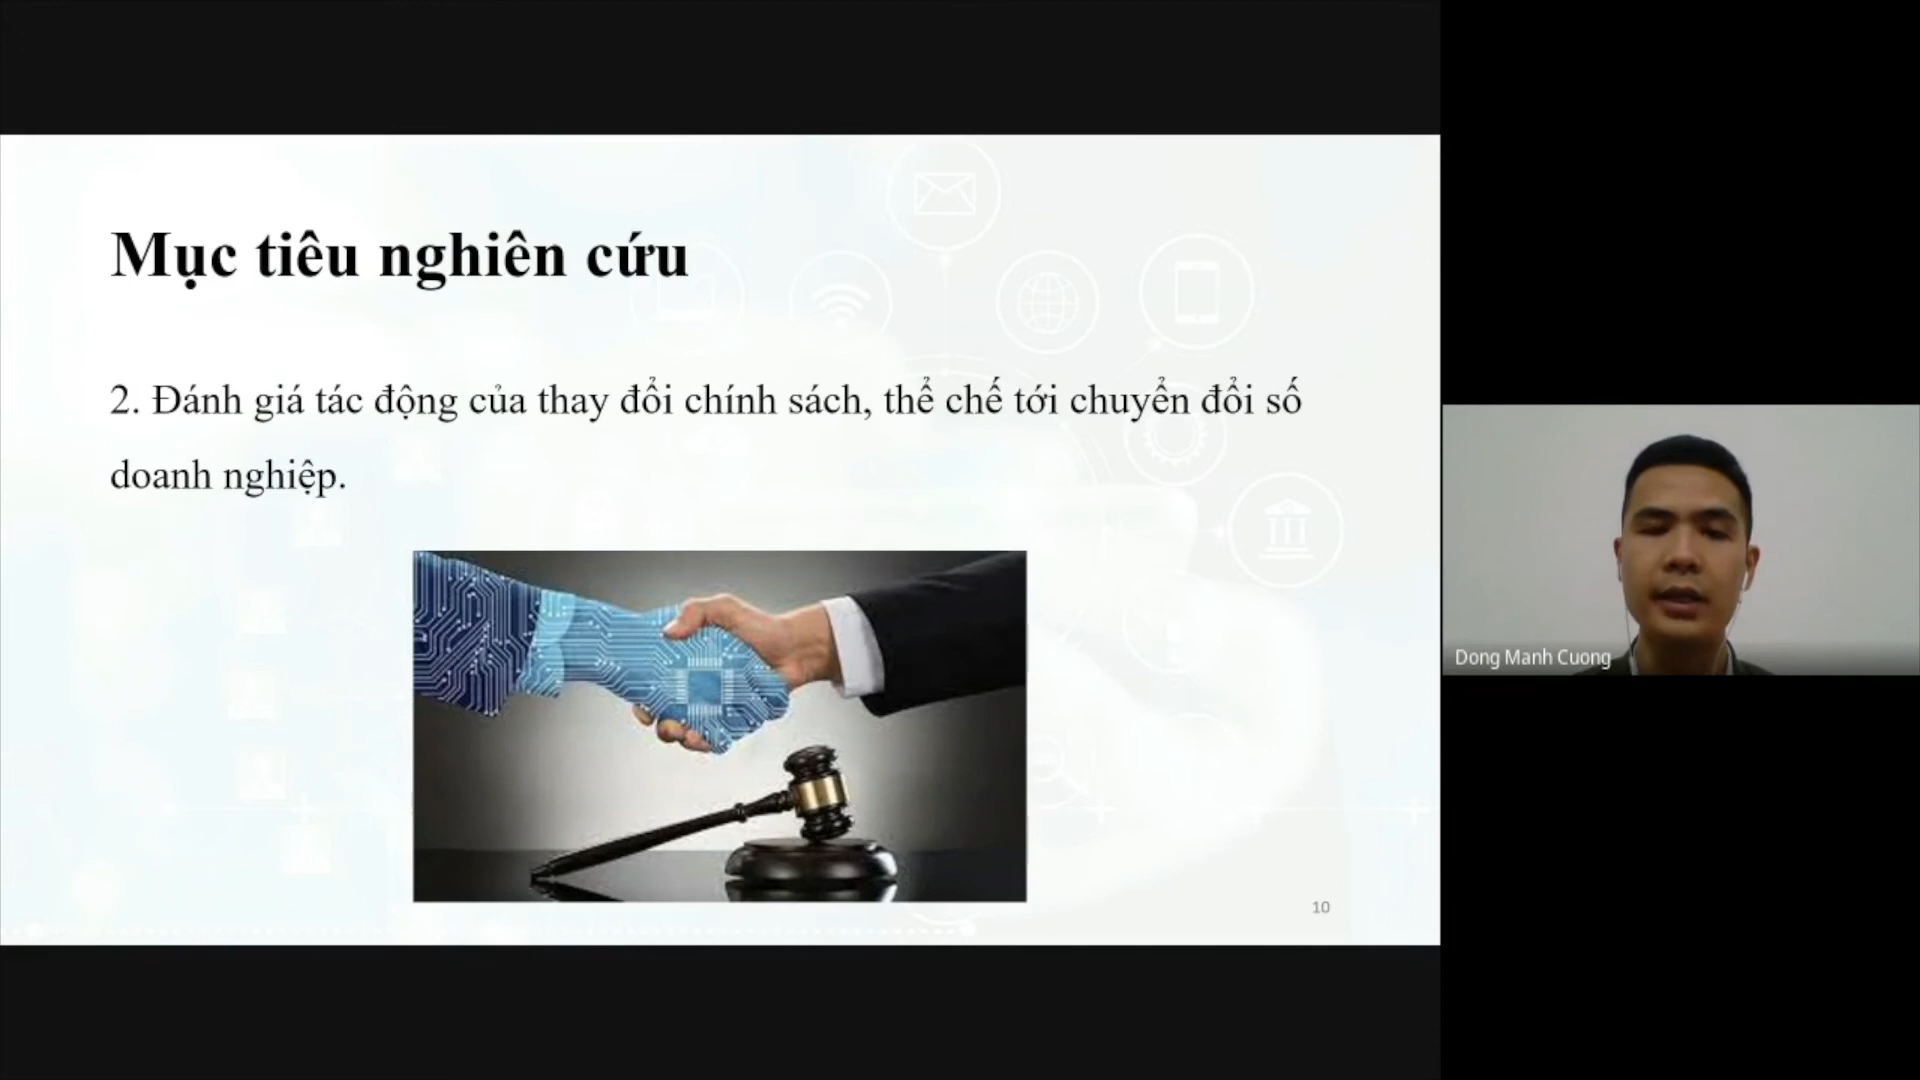 Mục tiêu nghiên cứu
2. Đánh giá tác động của thay đổi chính sách, thể chế tới chuyển đổi số
doanh nghiệp.
10
Dong Manh Cuong